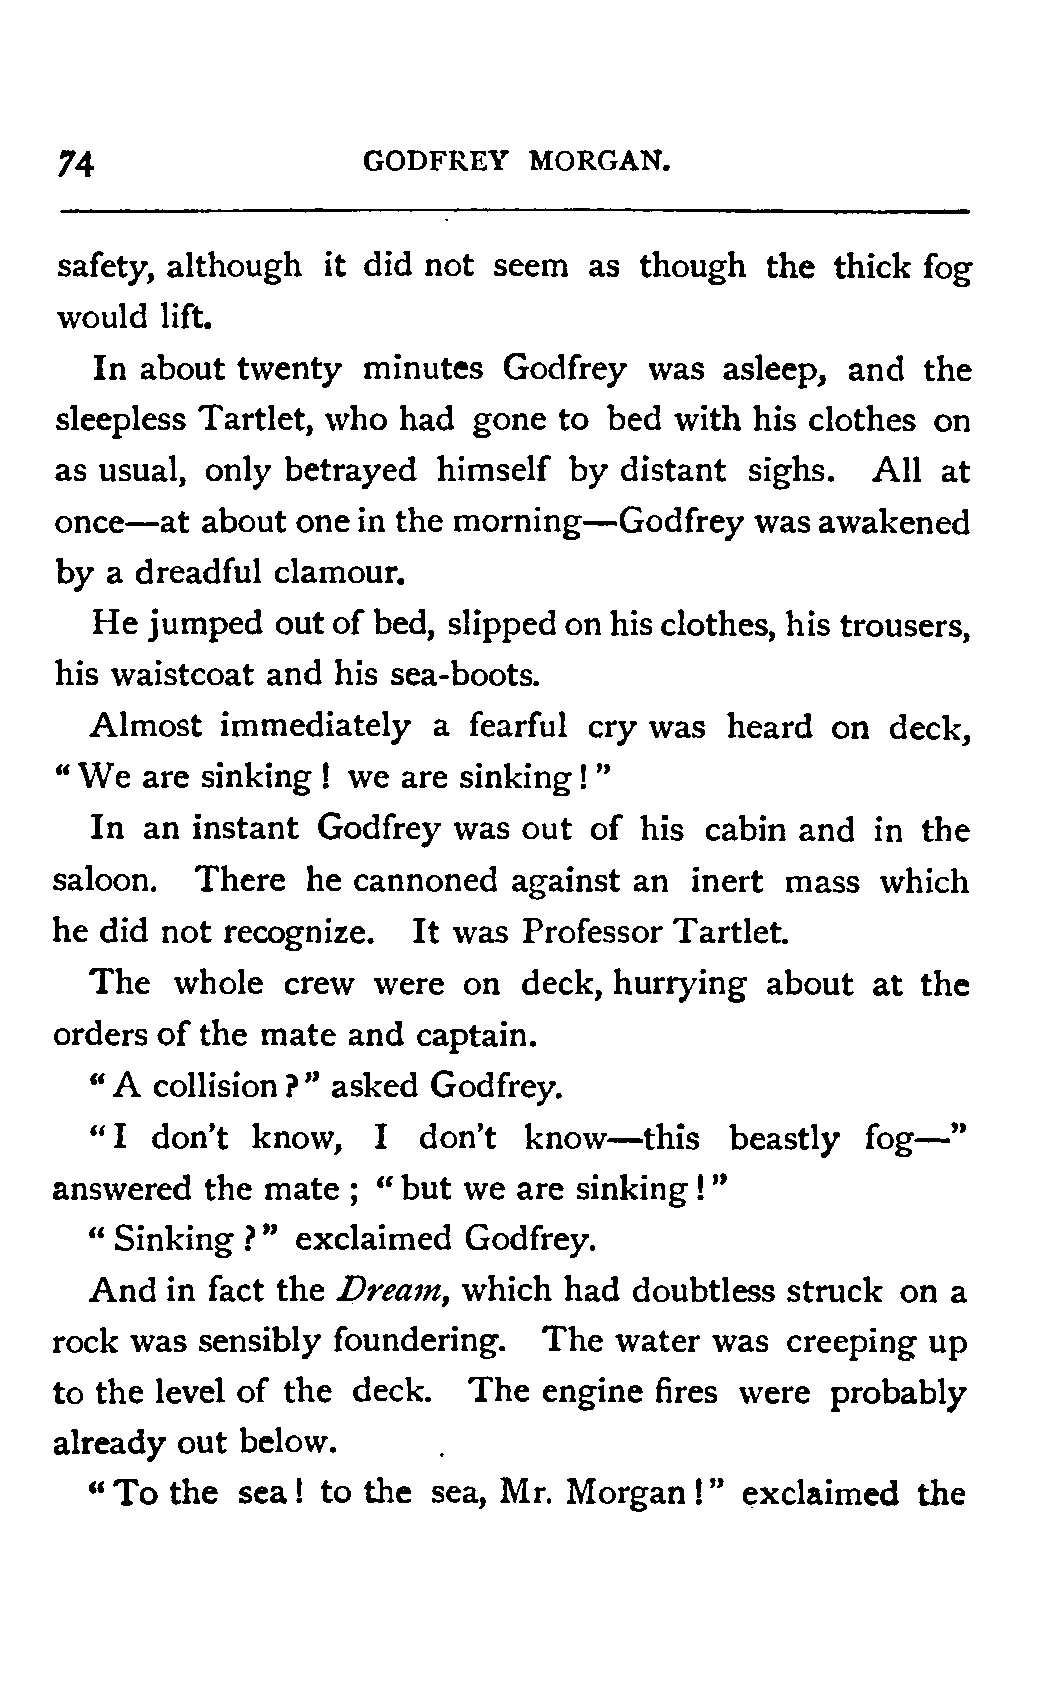 74 GODFREY MORGAN.
safety, although it did not seem as though the thick fog
would lift.
In about twenty minutes Godfrey was asleep, and the
sleepless Tartlet, who had gone to bed with his clothes on
as usual, only betrayed himself by distant sighs. All at
once—at about one in the morning—Godfrey was awakened
by a dreadful clamour.
He jumped out of bed, slipped on his clothes, his trousers,
his waistcoat and his sea-boots.
Almost immediately a fearful cry was heard on deck,
“We are sinking! we are sinking!”
In an instant Godfrey was out of his cabin and in the
saloon. There he cannoned against an inert mass which
he did not recognize. It was Professor Tartlet.
The whole crew were on deck, hurrying about at the
orders of the mate and captain.
“A collision?” asked Godfrey.
“I don’t know, I don’t know—this beastly fog—”
answered the mate; “but we are sinking!”
“Sinking?” exclaimed Godfrey.
And in fact the Dream, which had doubtless struck on a
rock was sensibly foundering. The water was creeping up
to the level of the deck. The engine fires were probably
already out below.
“To the sea! to the sea, Mr. Morgan!” exclaimed the